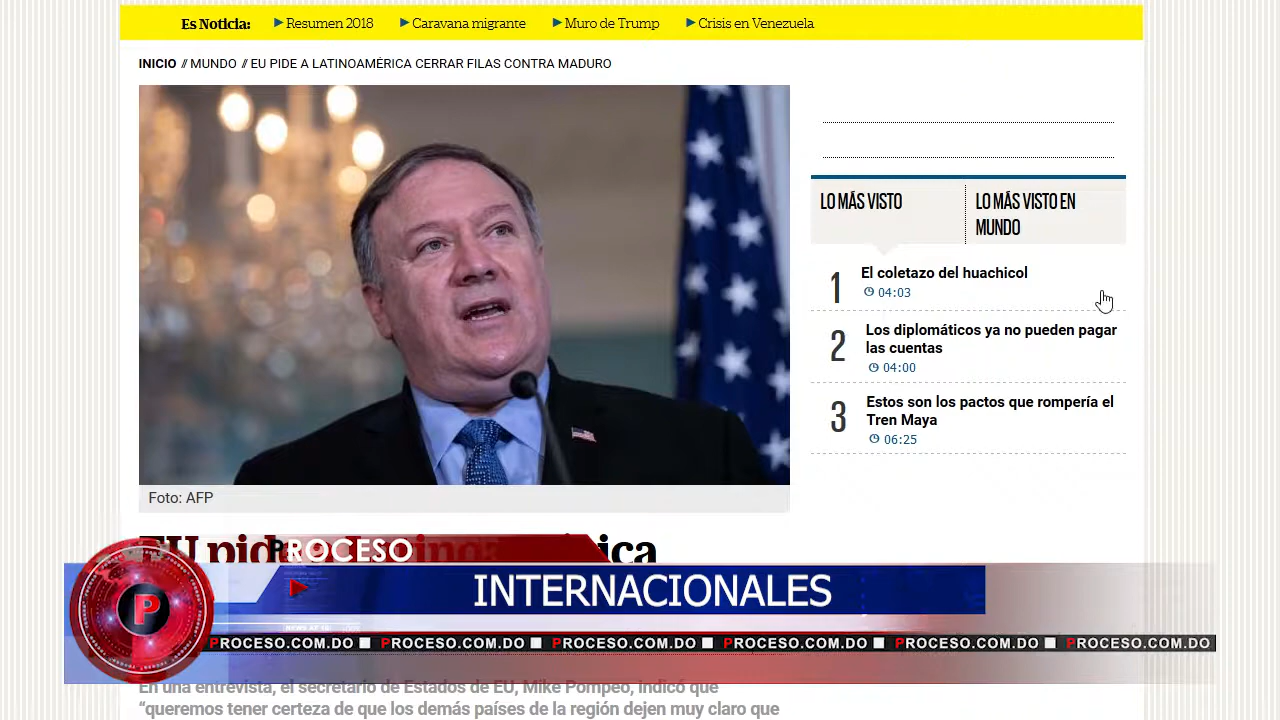 Es Noticia: Resumen 2018 Caravana migrante Muro de Trump Crisis en Venezuela
INICIO // MUNDO // EU PIDE A LATINOAMÉRICA CERRAR FILAS CONTRA MADURO
LO MÁS VISTO
LO MÁS VISTO EN
MUNDO
1 El coletazo del huachicol
04:03
2 Los diplomáticos ya no pueden pagar
las cuentas
04:00
3 Estos son los pactos que rompería el
Tren Maya
06:25
Foto: AFP
PROCESO
INTERNACIONALES
P
PROCESO.COM.DO PROCESO.COM.DO PROCESO.COM.DO PROCESO.COM.DO PROCESO.COM.DO PROCESO.COM.DO
En una entrevista, el secretario de Estados de EU, Mike Pompeo, indicó que
“queremos tener certeza de que los demás países de la región dejen muy claro que